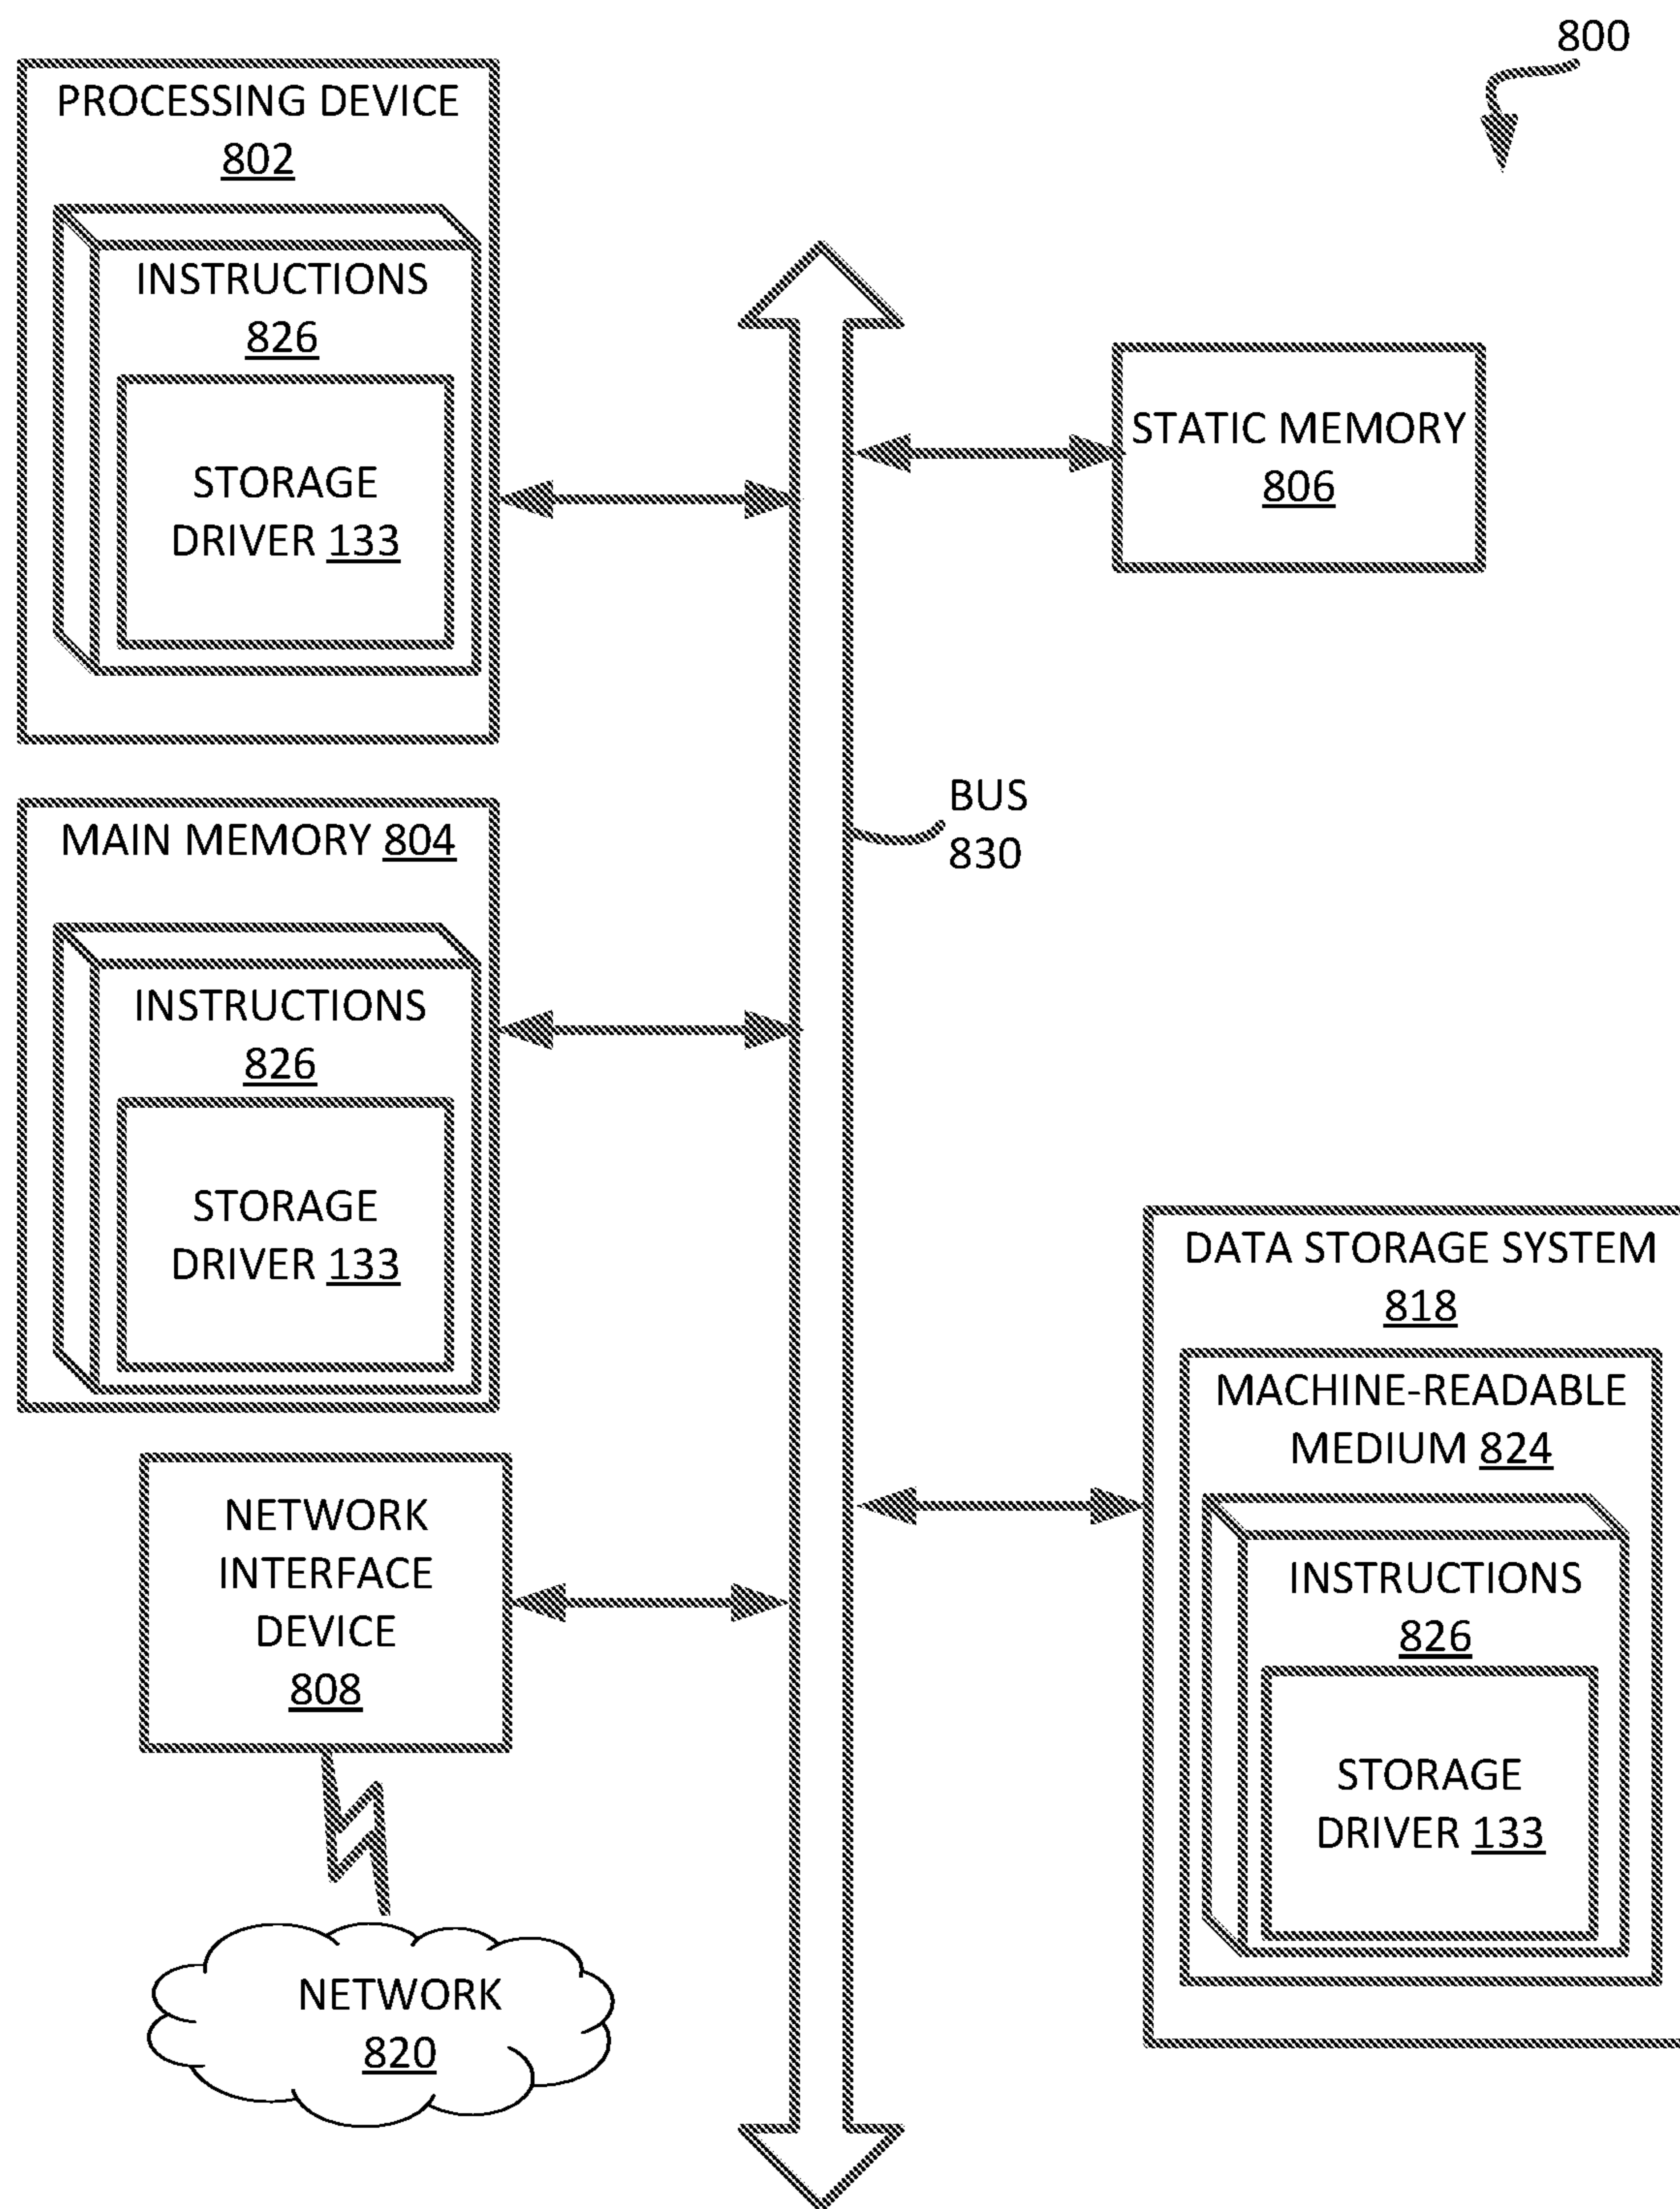 800
PROCESSING DEVICE
802
INSTRUCTIONS
826
STORAGE
DRIVER 133
STATIC MEMORY
806
BUS
830
MAIN MEMORY 804
INSTRUCTIONS
826
STORAGE
DRIVER 133
DATA STORAGE SYSTEM
818
MACHINE-READABLE
MEDIUM 824
INSTRUCTIONS
826
STORAGE
DRIVER 133
NETWORK
INTERFACE
DEVICE
808
NETWORK
820